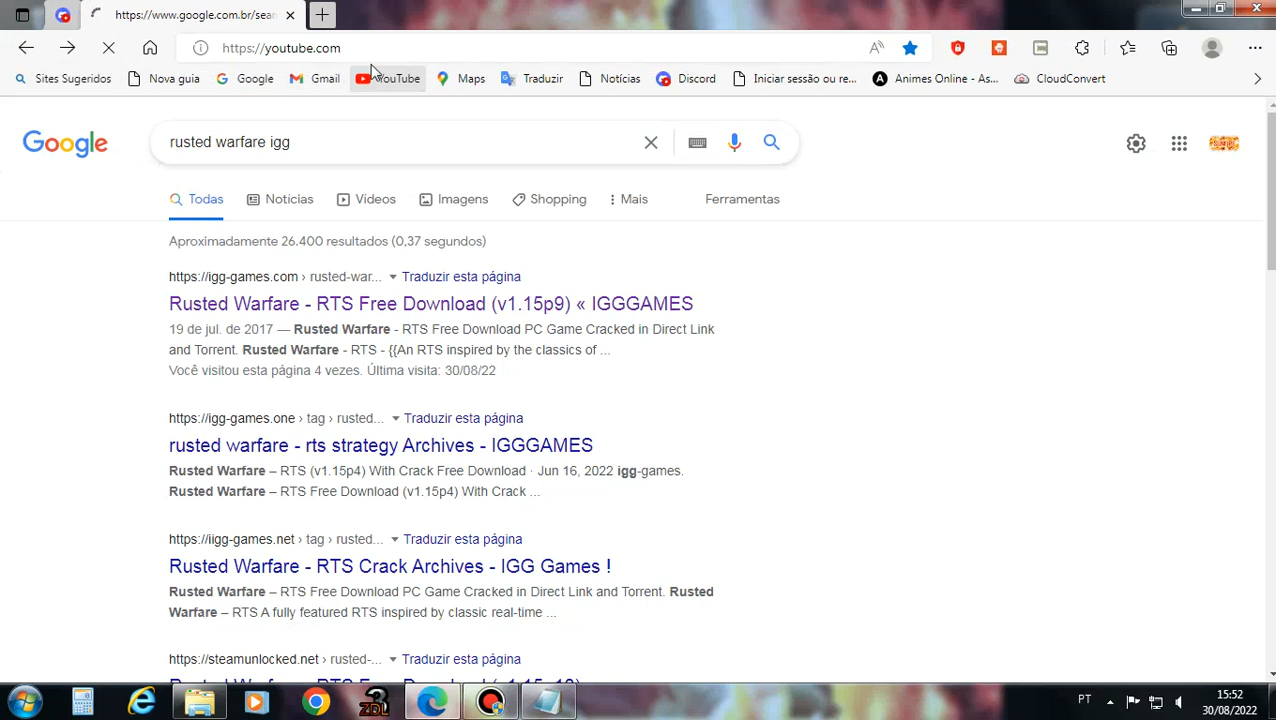 https://www.google.com.br/sear
https://youtube.com
Sites Sugeridos Nova guia Google Gmail YouTube Maps Traduzir Notícias Discord Iniciar sessão ou re... Animes Online - As... CloudConvert
Google
rusted warfare igg
Todas Notícias Vídeos Imagens Shopping Mais Ferramentas
Aproximadamente 26.400 resultados (0,37 segundos)
https://igg-games.com › rusted-war... Traduzir esta página
Rusted Warfare - RTS Free Download (v1.15p9) « IGGGAMES
19 de jul. de 2017 — Rusted Warfare - RTS Free Download PC Game Cracked in Direct Link
and Torrent. Rusted Warfare - RTS - {{An RTS inspired by the classics of ...
Você visitou esta página 4 vezes. Última visita: 30/08/22
https://igg-games.one › tag › rusted... Traduzir esta página
rusted warfare - rts strategy Archives - IGGGAMES
Rusted Warfare – RTS (v1.15p4) With Crack Free Download · Jun 16, 2022 igg-games.
Rusted Warfare – RTS Free Download (v1.15p4) With Crack ...
https://iigg-games.net › tag › rusted... Traduzir esta página
Rusted Warfare - RTS Crack Archives - IGG Games !
Rusted Warfare - RTS Free Download PC Game Cracked in Direct Link and Torrent. Rusted
Warfare – RTS A fully featured RTS inspired by classic real-time ...
https://steamunlocked.net › rusted-... Traduzir esta página
PT 15:52
30/08/2022